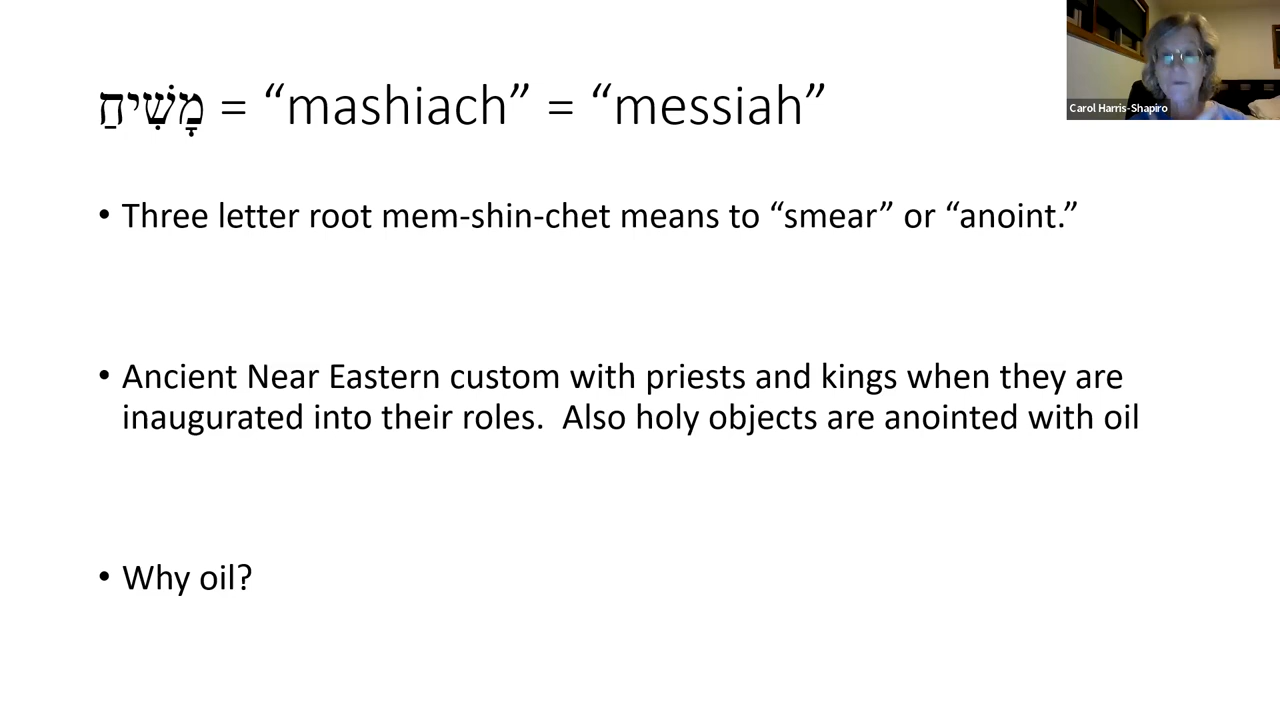 מָשִׁיחַ = “mashiach” = “messiah”
Carol Harris-Shapiro
• Three letter root mem-shin-chet means to “smear” or “anoint.”
• Ancient Near Eastern custom with priests and kings when they are
inaugurated into their roles.  Also holy objects are anointed with oil
• Why oil?